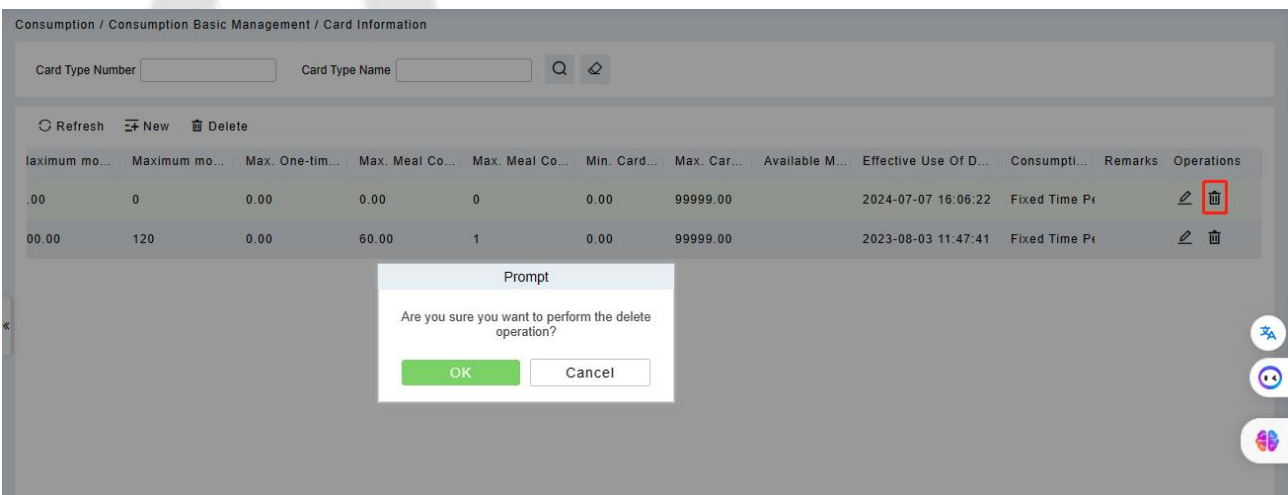 Consumption / Consumption Basic Management / Card Information
Card Type Number Card Type Name
Refresh New Delete
laximum mo... Maximum mo... Max. One-tim... Max. Meal Co... Max. Meal Co... Min. Card... Max. Car... Available M... Effective Use Of D... Consumpti... Remarks Operations
.00 0 0.00 0.00 0 0.00 99999.00 2024-07-07 16:06:22 Fixed Time Pe
00.00 120 0.00 60.00 1 0.00 99999.00 2023-08-03 11:47:41 Fixed Time Pe
Prompt
Are you sure you want to perform the delete
operation?
OK Cancel